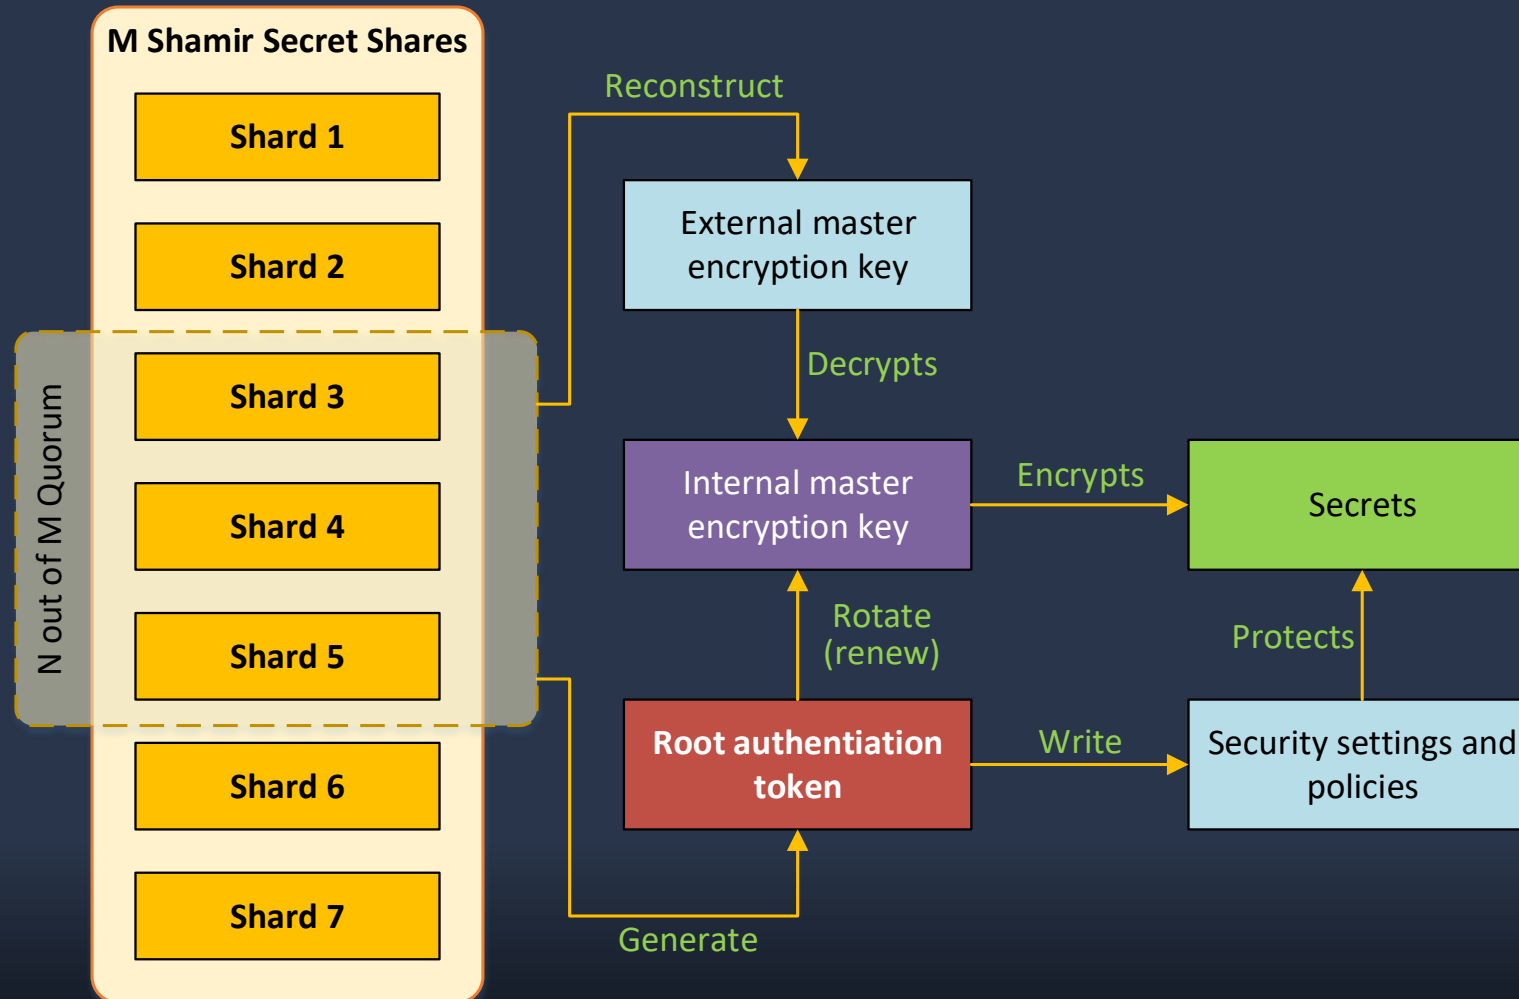 M Shamir Secret Shares
Shard 1
Shard 2
Shard 3
Shard 4
Shard 5
Shard 6
Shard 7
N out of M Quorum
Reconstruct
External master
encryption key
Decrypts
Internal master
encryption key
Encrypts
Secrets
Rotate
(renew)
Protects
Root authentiation
token
Write
Security settings and
policies
Generate